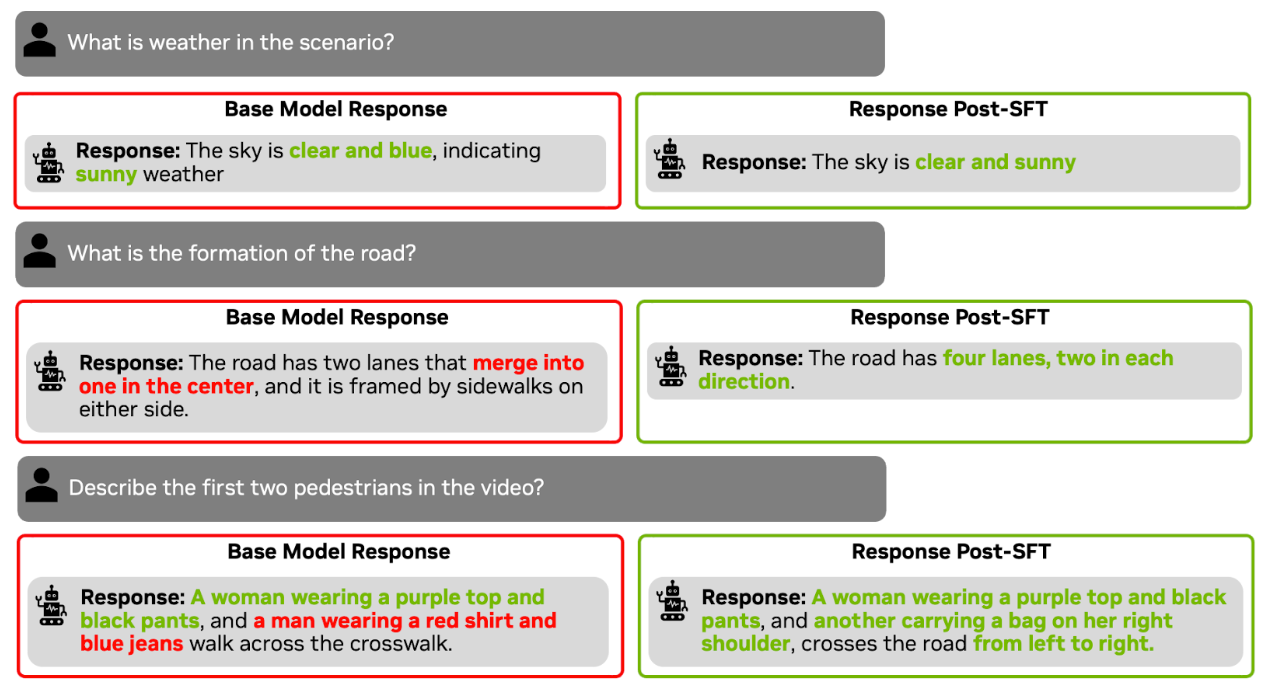 What is weather in the scenario?
Base Model Response
Response: The sky is clear and blue, indicating
sunny weather
Response Post-SFT
Response: The sky is clear and sunny
What is the formation of the road?
Base Model Response
Response: The road has two lanes that merge into
one in the center, and it is framed by sidewalks on
either side.
Response Post-SFT
Response: The road has four lanes, two in each
direction.
Describe the first two pedestrians in the video?
Base Model Response
Response: A woman wearing a purple top and
black pants, and a man wearing a red shirt and
blue jeans walk across the crosswalk.
Response Post-SFT
Response: A woman wearing a purple top and black
pants, and another carrying a bag on her right
shoulder, crosses the road from left to right.